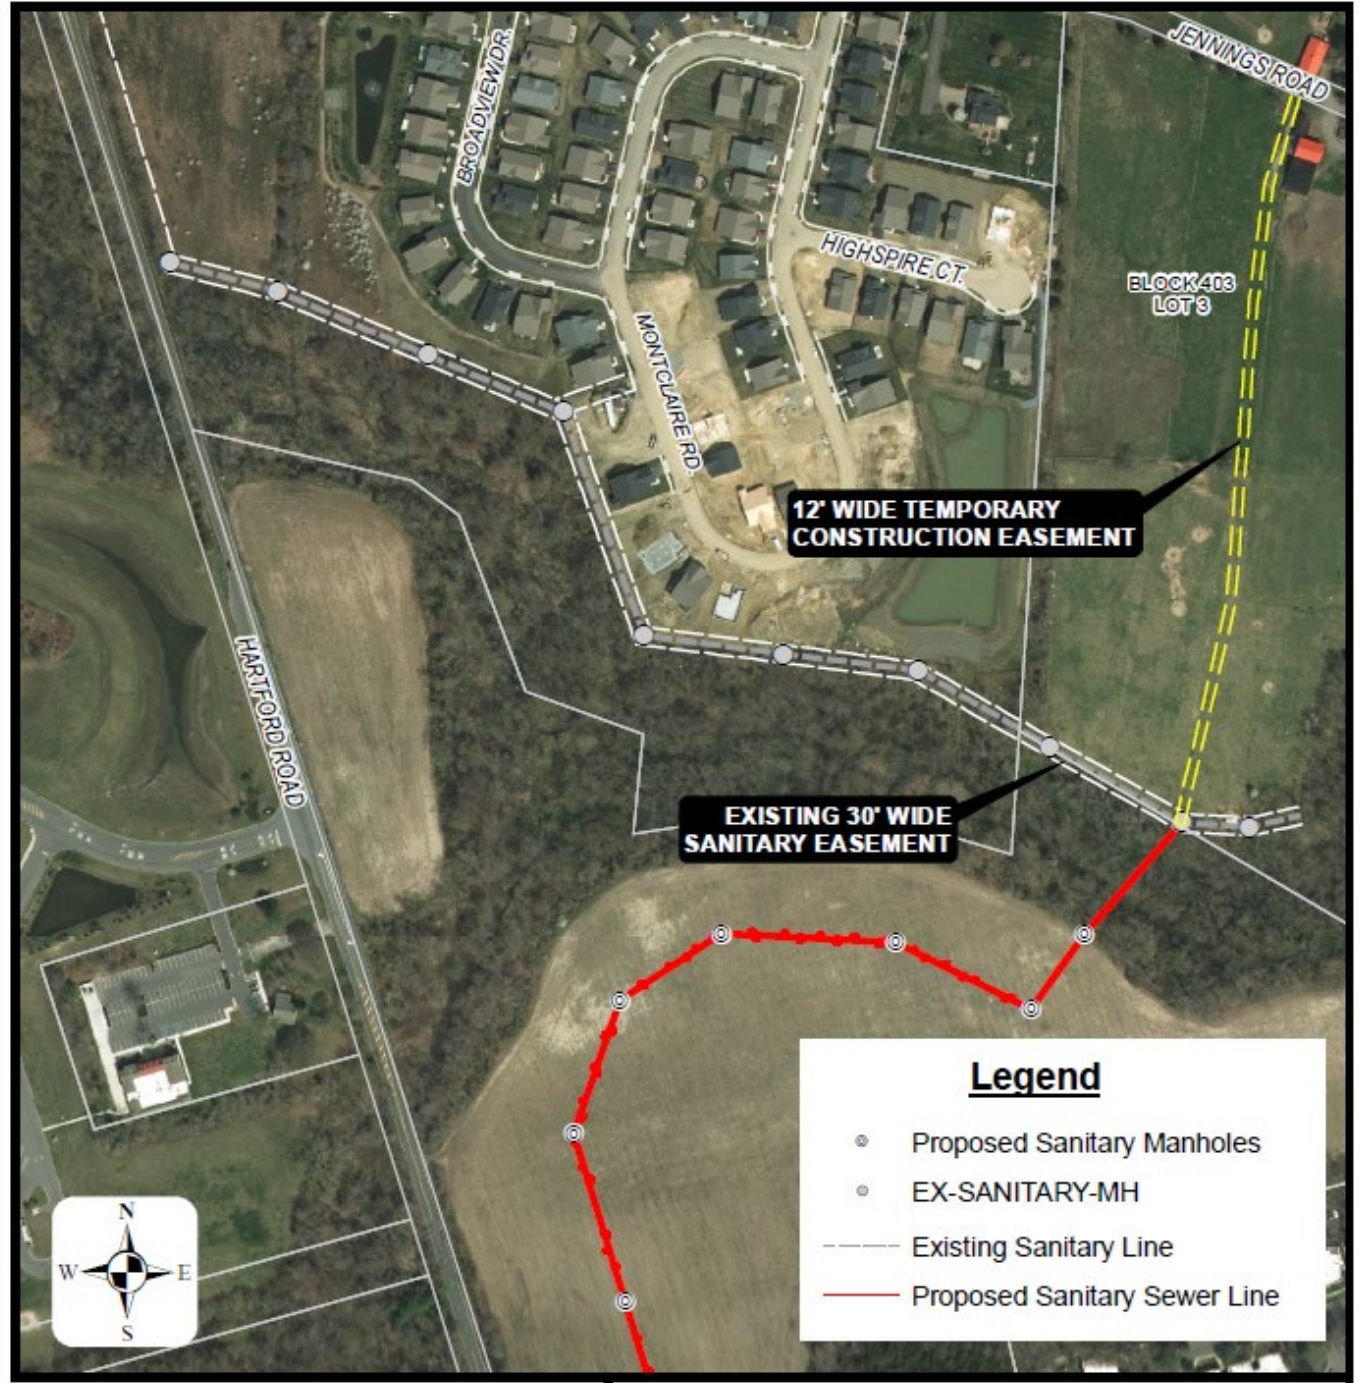 JENNINGS ROAD
BROADVIEW DR.
HIGHSPIRE CT.
BLOCK 403
LOT 3
MONTCLAIRE RD.
12' WIDE TEMPORARY
CONSTRUCTION EASEMENT
HARTFORD ROAD
EXISTING 30' WIDE
SANITARY EASEMENT
Legend
Proposed Sanitary Manholes
EX-SANITARY-MH
Existing Sanitary Line
Proposed Sanitary Sewer Line
N
W E
S